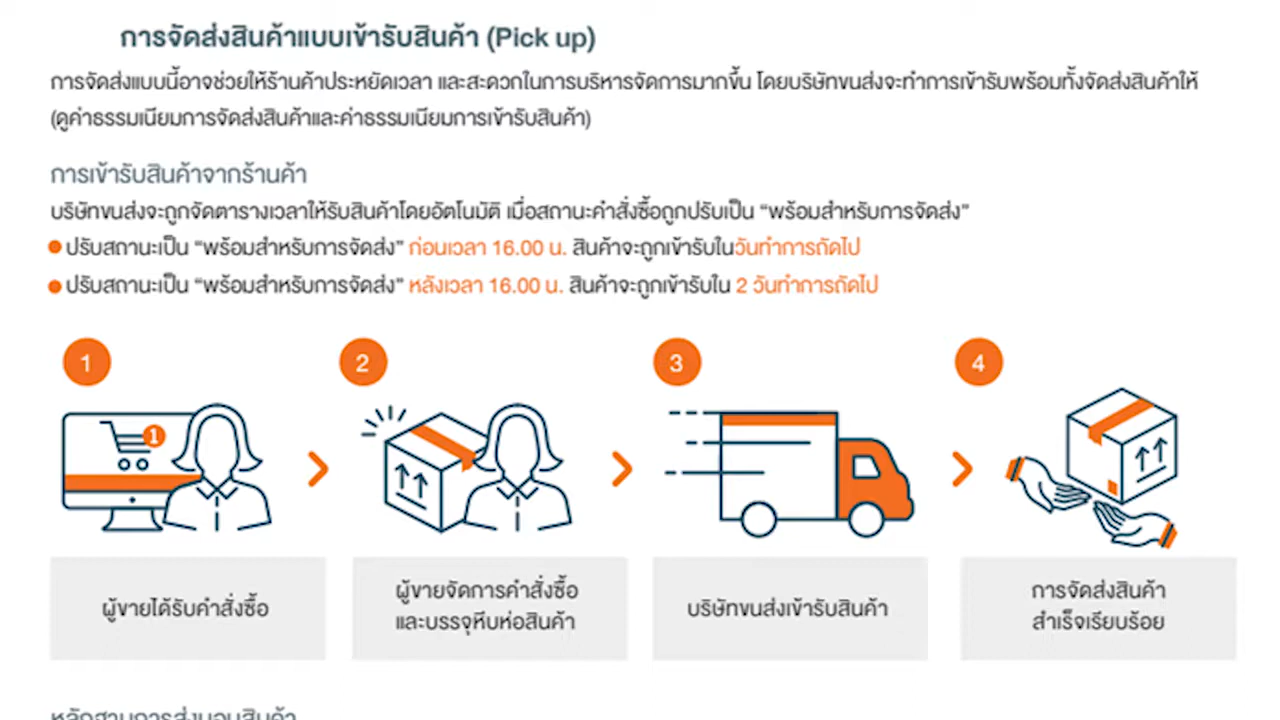 การจัดส่งสินค้าแบบเข้ารับสินค้า (Pick up)
การจัดส่งแบบนี้อาจช่วยให้ร้านค้าประหยัดเวลา และสะดวกในการบริหารจัดการมากขึ้น โดยบริษัทขนส่งจะทำการเข้ารับพร้อมทั้งจัดส่งสินค้าให้
(ดูค่าธรรมเนียมการจัดส่งสินค้าและค่าธรรมเนียมการเข้ารับสินค้า)
การเข้ารับสินค้าจากร้านค้า
บริษัทขนส่งจะถูกจัดตารางเวลาให้รับสินค้าโดยอัตโนมัติ เมื่อสถานะคำสั่งซื้อถูกปรับเป็น “พร้อมสำหรับการจัดส่ง”
ปรับสถานะเป็น “พร้อมสำหรับการจัดส่ง” ก่อนเวลา 16.00 น. สินค้าจะถูกเข้ารับในวันทำการถัดไป
ปรับสถานะเป็น “พร้อมสำหรับการจัดส่ง” หลังเวลา 16.00 น. สินค้าจะถูกเข้ารับใน 2 วันทำการถัดไป
1
2
3
4
1
ผู้ขายได้รับคำสั่งซื้อ
ผู้ขายจัดการคำสั่งซื้อ
และบรรจุหีบห่อสินค้า
บริษัทขนส่งเข้ารับสินค้า
การจัดส่งสินค้า
สำเร็จเรียบร้อย
หลักฐานการส่งมอบสินค้า